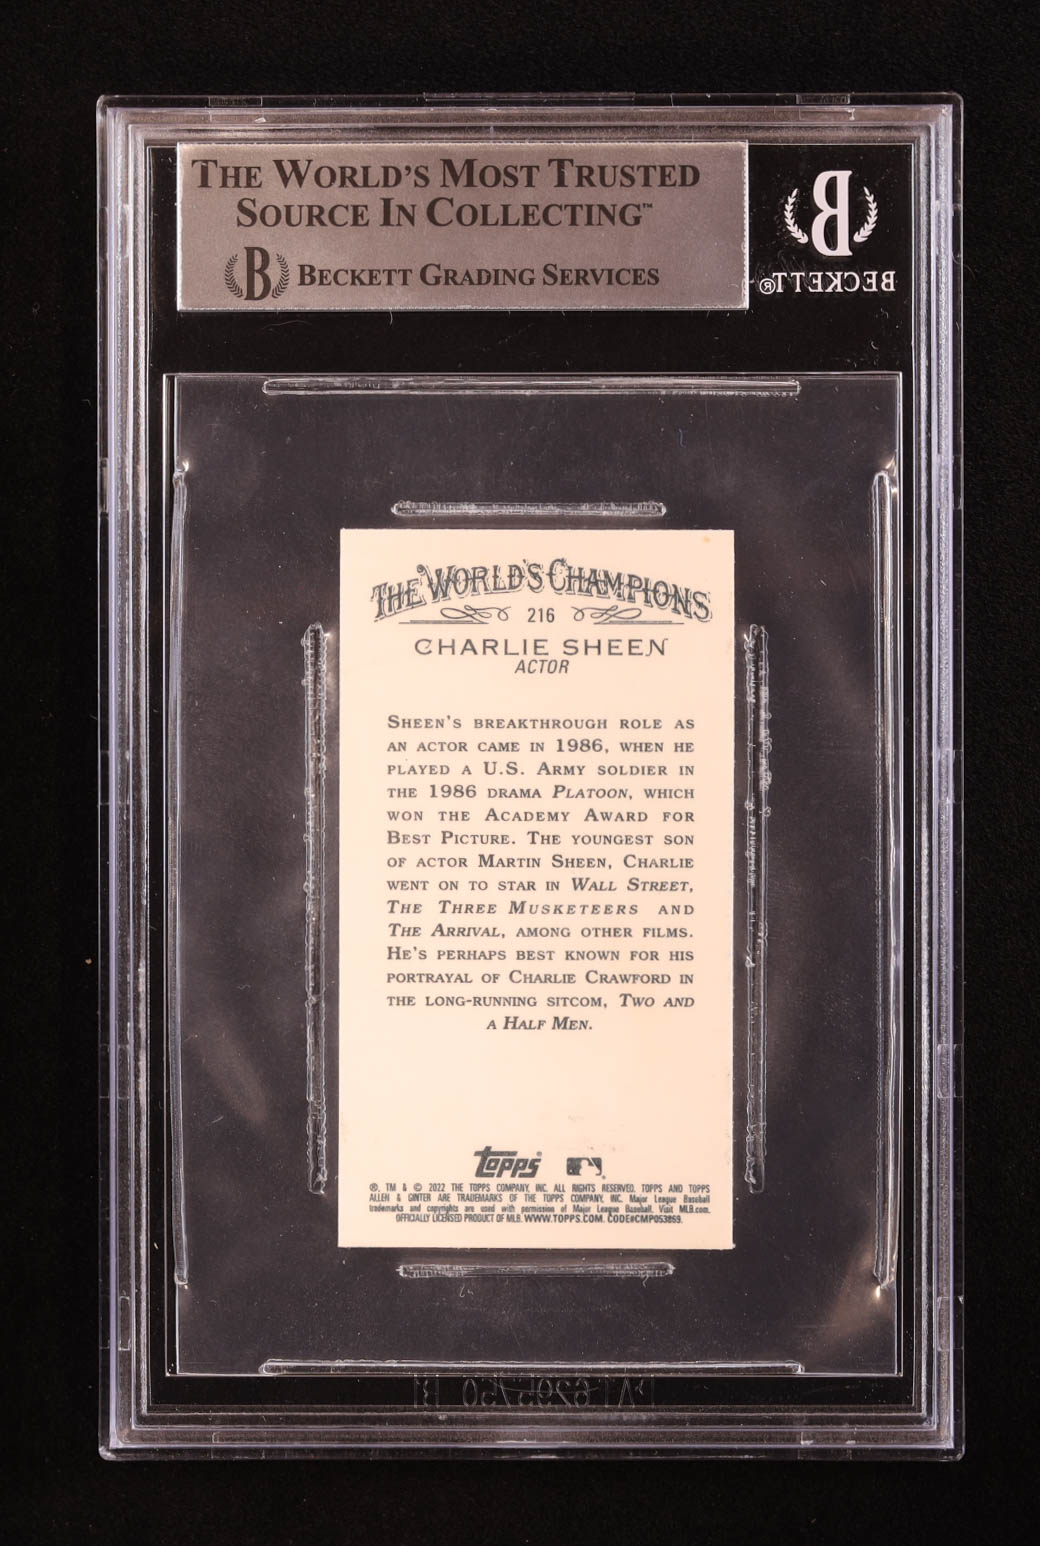 THE WORLD'S MOST TRUSTED
SOURCE IN COLLECTING™
B BECKETT GRADING SERVICES
B
BECKETT®
THE WORLD'S CHAMPIONS
216
CHARLIE SHEEN
ACTOR
SHEEN'S BREAKTHROUGH ROLE AS
AN ACTOR CAME IN 1986, WHEN HE
PLAYED A U.S. ARMY SOLDIER IN
THE 1986 DRAMA PLATOON, WHICH
WON THE ACADEMY AWARD FOR
BEST PICTURE. THE YOUNGEST SON
OF ACTOR MARTIN SHEEN, CHARLIE
WENT ON TO STAR IN WALL STREET,
THE THREE MUSKETEERS AND
THE ARRIVAL, AMONG OTHER FILMS.
HE'S PERHAPS BEST KNOWN FOR HIS
PORTRAYAL OF CHARLIE CRAWFORD IN
THE LONG-RUNNING SITCOM, TWO AND
A HALF MEN.
topps
®, TM & © 2022 THE TOPPS COMPANY, INC. ALL RIGHTS RESERVED. TOPPS AND TOPPS
ALLEN & GINTER ARE TRADEMARKS OF THE TOPPS COMPANY, INC. Major League Baseball
trademarks and copyrights are used with permission of Major League Baseball. Visit MLB.com.
OFFICIALLY LICENSED PRODUCT OF MLB. WWW.TOPPS.COM. CODE#CMP053859.